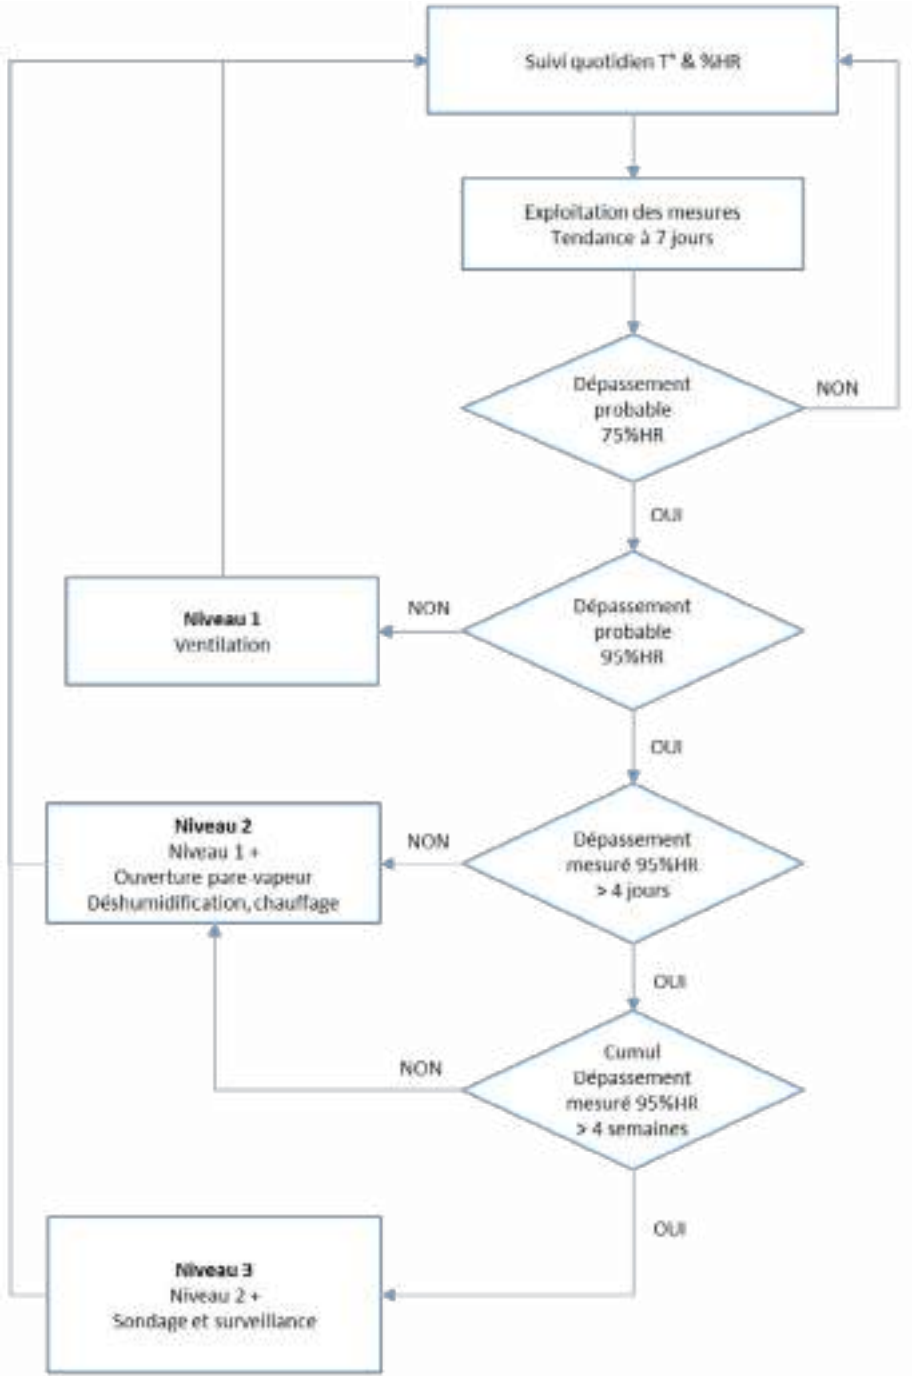 Suivi quotidien T° & %HR
Exploitation des mesures
Tendance à 7 jours
Dépassement
probable
75%HR
NON
OUI
Dépassement
probable
95%HR
NON
Niveau 1
Ventilation
OUI
Dépassement
mesuré 95%HR
> 4 jours
NON
Niveau 2
Niveau 1 +
Ouverture pare-vapeur
Déshumidification, chauffage
OUI
Cumul
Dépassement
mesuré 95%HR
> 4 semaines
NON
OUI
Niveau 3
Niveau 2 +
Sondage et surveillance